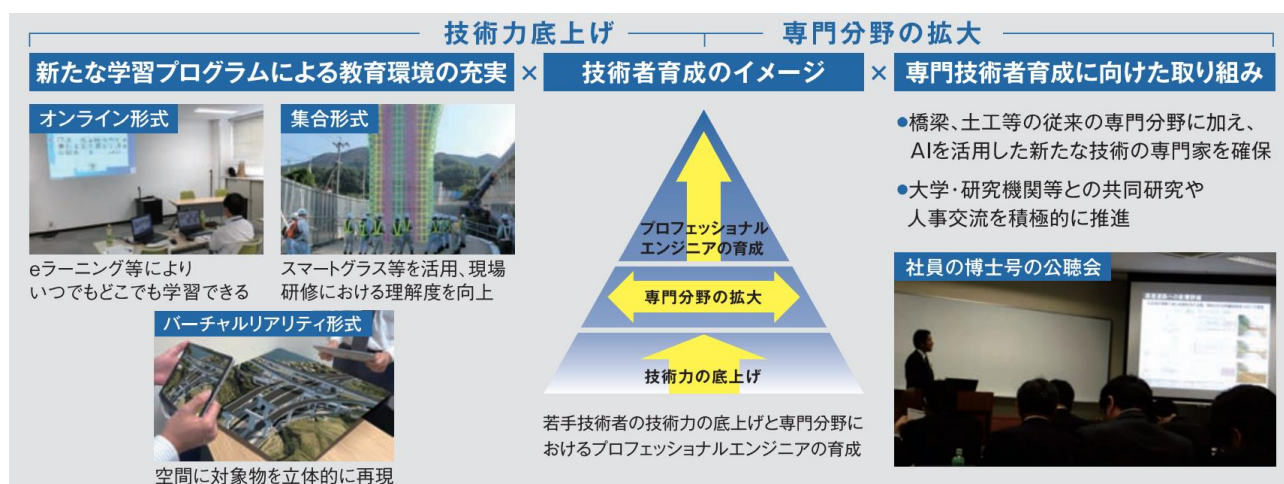 技術力底上げ
専門分野の拡大
新たな学習プログラムによる教育環境の充実
×
技術者育成のイメージ
×
専門技術者育成に向けた取り組み
オンライン形式
eラーニング等により
いつでもどこでも学習できる
集合形式
スマートグラス等を活用、現場
研修における理解度を向上
バーチャルリアリティ形式
空間に対象物を立体的に再現
プロフェッショナル
エンジニアの育成
専門分野の拡大
技術力の底上げ
若手技術者の技術力の底上げと専門分野に
おけるプロフェッショナルエンジニアの育成
●橋梁、土工等の従来の専門分野に加え、
AIを活用した新たな技術の専門家を確保
●大学・研究機関等との共同研究や
人事交流を積極的に推進
社員の博士号の公聴会